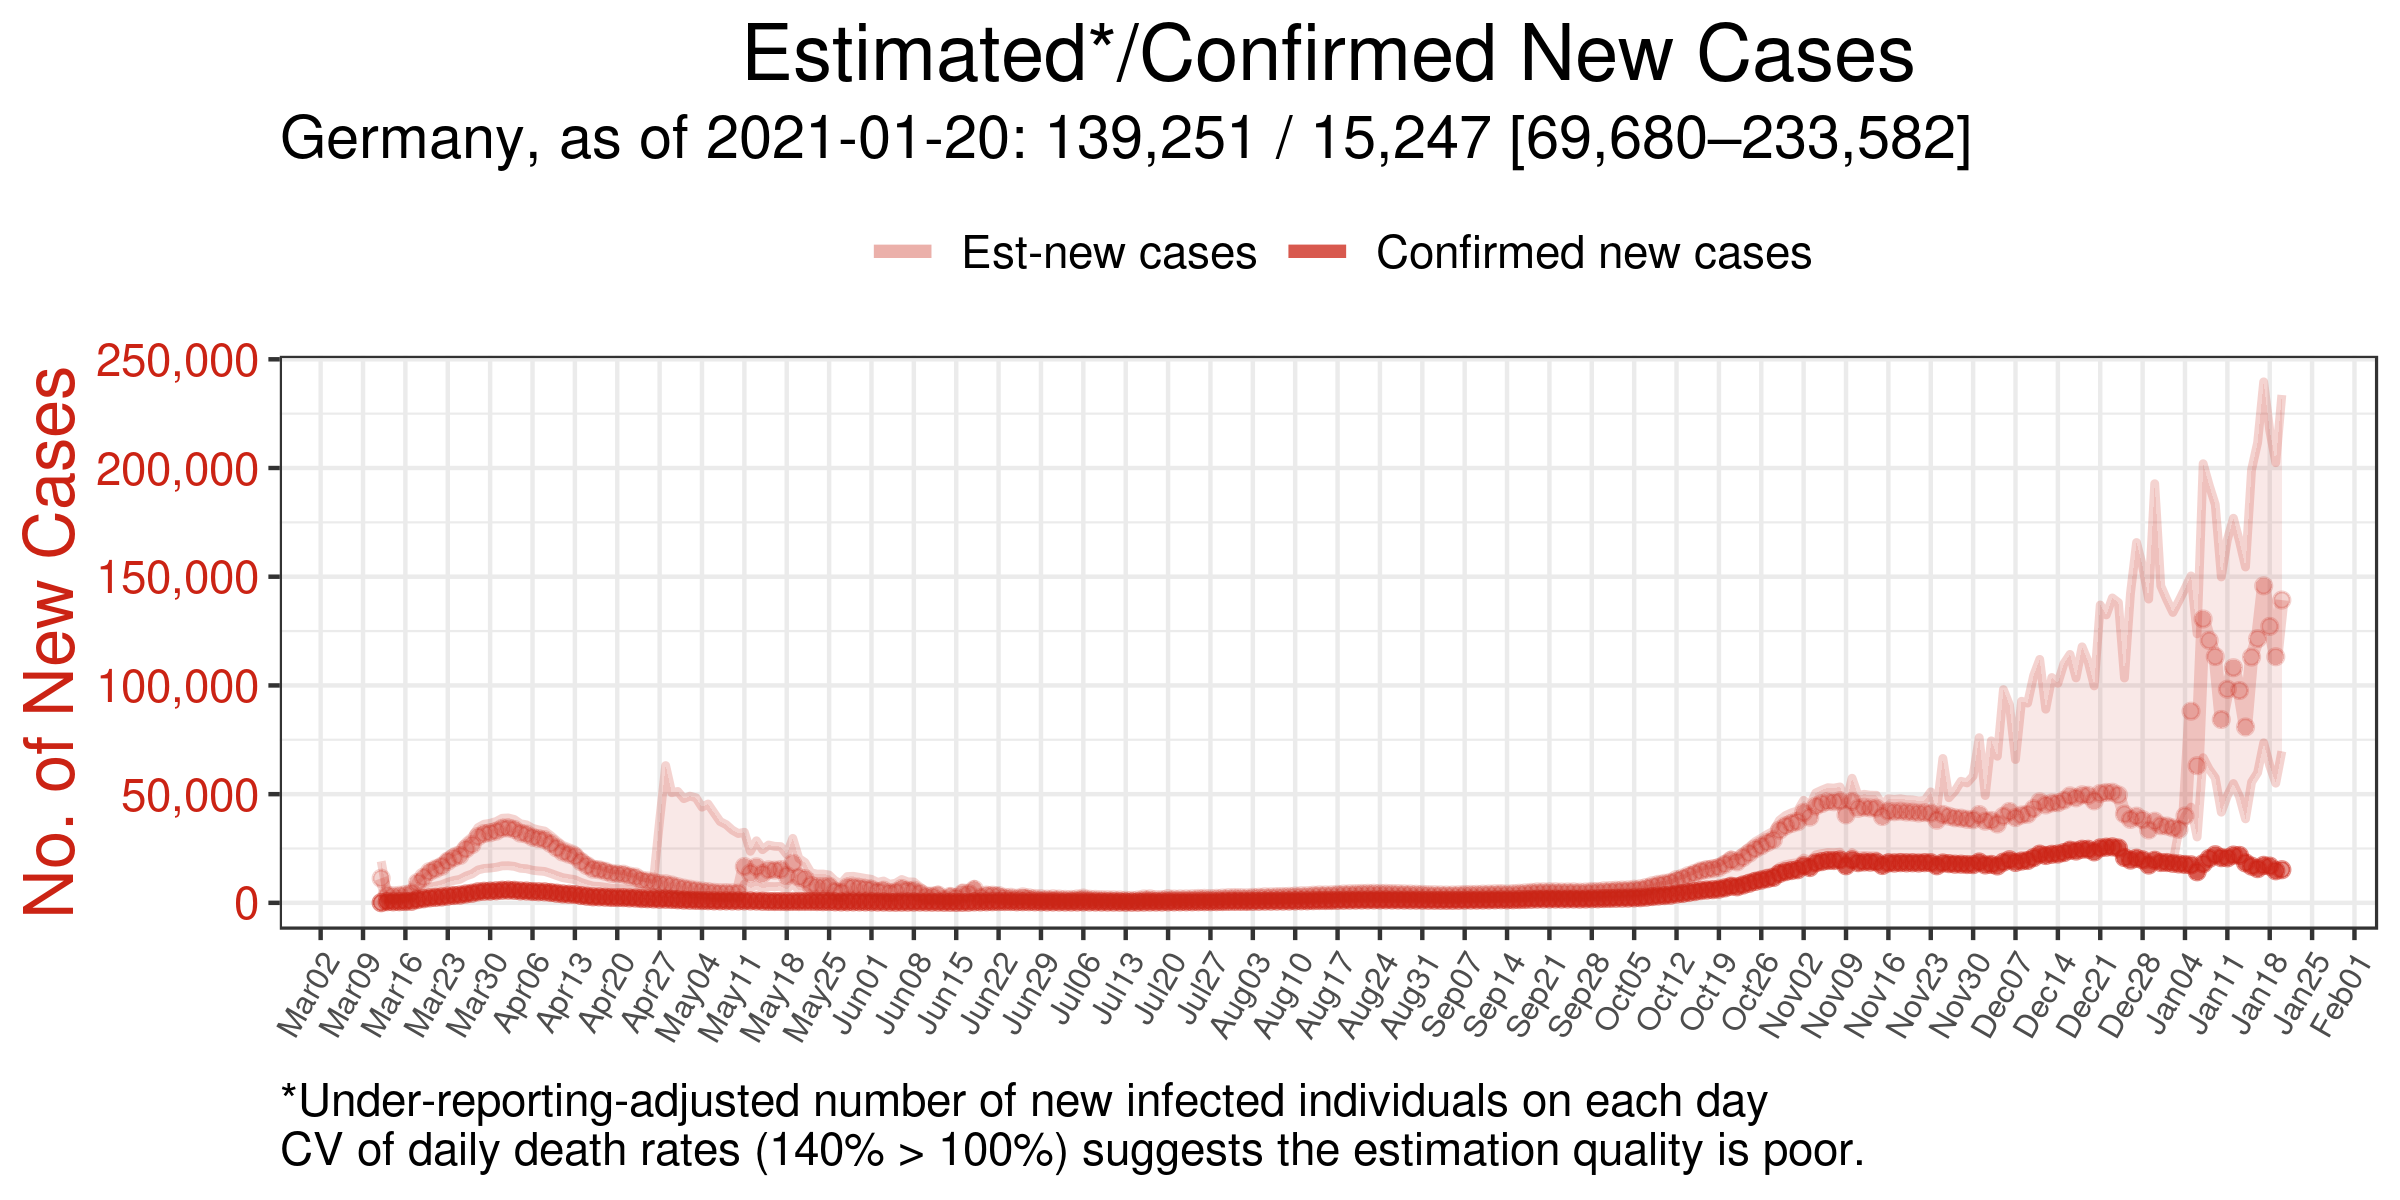 Estimated*/Confirmed New Cases
Germany, as of 2021-01-20: 139,251 / 15,247 [69,680–233,582]
Est-new cases
Confirmed new cases
No. of New Cases
250,000
200,000
150,000
100,000
50,000
0
Mar02
Mar09
Mar16
Mar23
Mar30
Apr06
Apr13
Apr20
Apr27
May04
May11
May18
May25
Jun01
Jun08
Jun15
Jun22
Jun29
Jul06
Jul13
Jul20
Jul27
Aug03
Aug10
Aug17
Aug24
Aug31
Sep07
Sep14
Sep21
Sep28
Oct05
Oct12
Oct19
Oct26
Nov02
Nov09
Nov16
Nov23
Nov30
Dec07
Dec14
Dec21
Dec28
Jan04
Jan11
Jan18
Jan25
Feb01
*Under-reporting-adjusted number of new infected individuals on each day
CV of daily death rates (140% > 100%) suggests the estimation quality is poor.